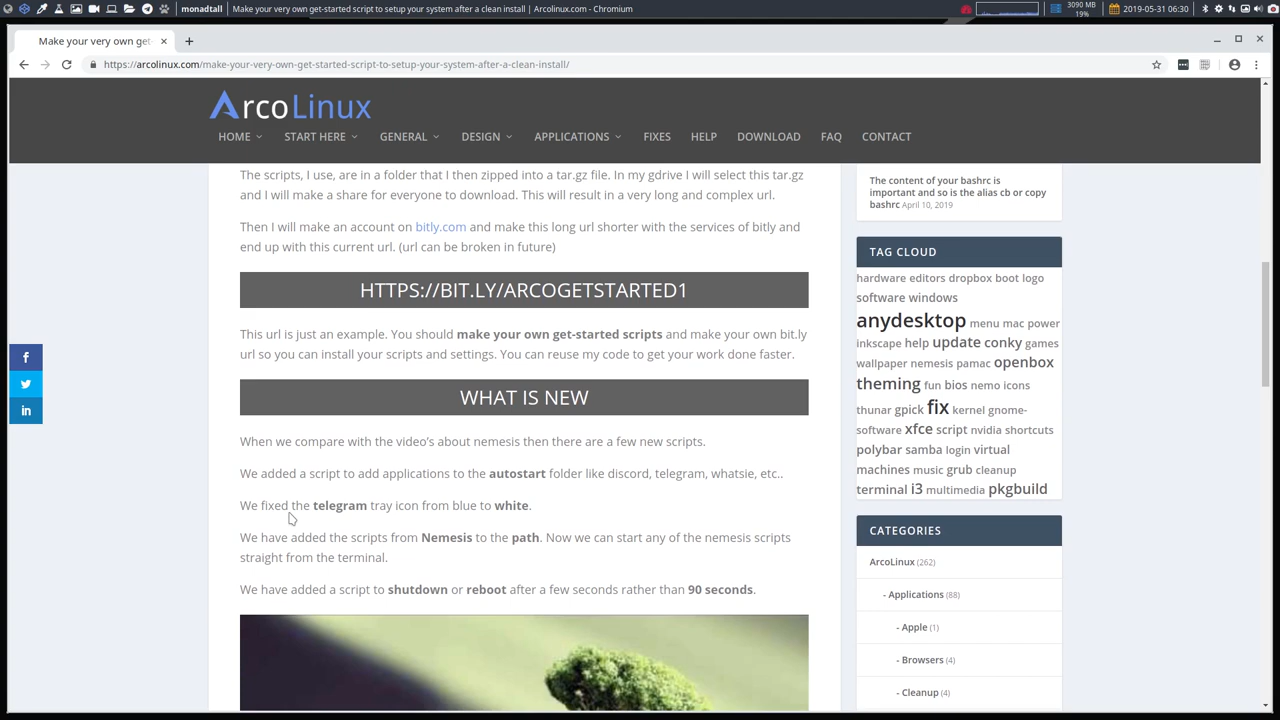 monadtall
Make your very own get-started script to setup your system after a clean install | Arcolinux.com - Chromium
3090 MB
19%
2019-05-31 06:30
Make your very own get
https://arcolinux.com/make-your-very-own-get-started-script-to-setup-your-system-after-a-clean-install/
ArcoLinux
HOME START HERE GENERAL DESIGN APPLICATIONS FIXES HELP DOWNLOAD FAQ CONTACT
The scripts, I use, are in a folder that I then zipped into a tar.gz file. In my gdrive I will select this tar.gz
and I will make a share for everyone to download. This will result in a very long and complex url.
Then I will make an account on bitly.com and make this long url shorter with the services of bitly and
end up with this current url. (url can be broken in future)
HTTPS://BIT.LY/ARCOGETSTARTED1
This url is just an example. You should make your own get-started scripts and make your own bit.ly
url so you can install your scripts and settings. You can reuse my code to get your work done faster.
WHAT IS NEW
When we compare with the video's about nemesis then there are a few new scripts.
We added a script to add applications to the autostart folder like discord, telegram, whatsie, etc..
We fixed the telegram tray icon from blue to white.
We have added the scripts from Nemesis to the path. Now we can start any of the nemesis scripts
straight from the terminal.
We have added a script to shutdown or reboot after a few seconds rather than 90 seconds.
The content of your bashrc is
important and so is the alias cb or copy
bashrc April 10, 2019
TAG CLOUD
hardware editors dropbox boot logo
software windows
anydesktop menu mac power
inkscape help update conky games
wallpaper nemesis pamac openbox
theming fun bios nemo icons
thunar gpick fix kernel gnome-
software xfce script nvidia shortcuts
polybar samba login virtual
machines music grub cleanup
terminal i3 multimedia pkgbuild
CATEGORIES
ArcoLinux (262)
- Applications (88)
- Apple (1)
- Browsers (4)
- Cleanup (4)